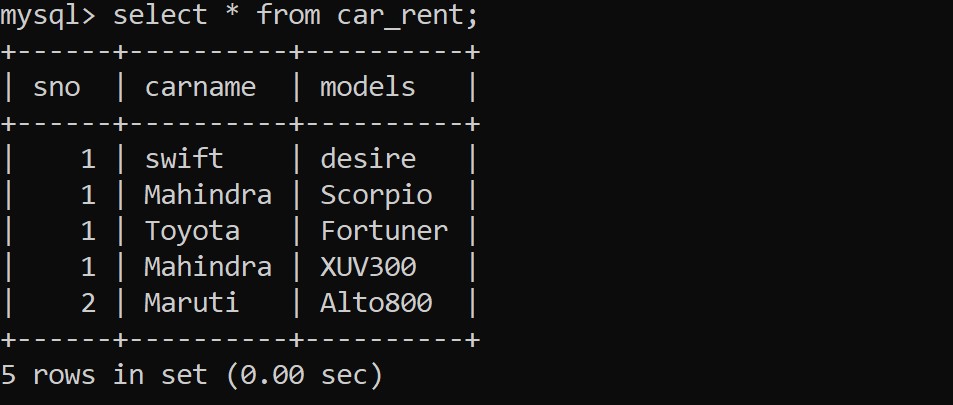 mysql> select * from car_rent;
+------+----------+----------+
| sno  | carname  | models   |
+------+----------+----------+
|    1 | swift    | desire   |
|    1 | Mahindra | Scorpio  |
|    1 | Toyota   | Fortuner |
|    1 | Mahindra | XUV300   |
|    2 | Maruti   | Alto800  |
+------+----------+----------+
5 rows in set (0.00 sec)